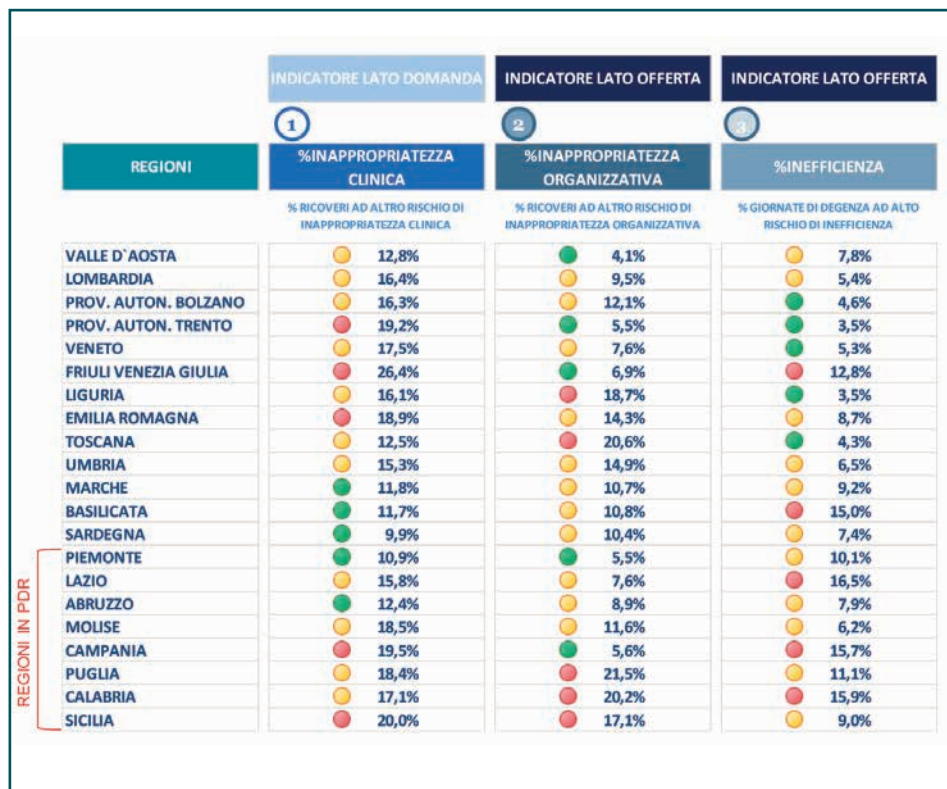 INDICATORE LATO DOMANDA INDICATORE LATO OFFERTA INDICATORE LATO OFFERTA
1 2 3
REGIONI %INAPPROPRIATEZZA CLINICA %INAPPROPRIATEZZA ORGANIZZATIVA %INEFFICIENZA
% RICOVERI AD ALTRO RISCHIO DI INAPPROPRIATEZZA CLINICA % RICOVERI AD ALTRO RISCHIO DI INAPPROPRIATEZZA ORGANIZZATIVA % GIORNATE DI DEGENZA AD ALTO RISCHIO DI INEFFICIENZA
VALLE D`AOSTA 12,8% 4,1% 7,8%
LOMBARDIA 16,4% 9,5% 5,4%
PROV. AUTON. BOLZANO 16,3% 12,1% 4,6%
PROV. AUTON. TRENTO 19,2% 5,5% 3,5%
VENETO 17,5% 7,6% 5,3%
FRIULI VENEZIA GIULIA 26,4% 6,9% 12,8%
LIGURIA 16,1% 18,7% 3,5%
EMILIA ROMAGNA 18,9% 14,3% 8,7%
TOSCANA 12,5% 20,6% 4,3%
UMBRIA 15,3% 14,9% 6,5%
MARCHE 11,8% 10,7% 9,2%
BASILICATA 11,7% 10,8% 15,0%
SARDEGNA 9,9% 10,4% 7,4%
REGIONI IN PDR
PIEMONTE 10,9% 5,5% 10,1%
LAZIO 15,8% 7,6% 16,5%
ABRUZZO 12,4% 8,9% 7,9%
MOLISE 18,5% 11,6% 6,2%
CAMPANIA 19,5% 5,6% 15,7%
PUGLIA 18,4% 21,5% 11,1%
CALABRIA 17,1% 20,2% 15,9%
SICILIA 20,0% 17,1% 9,0%